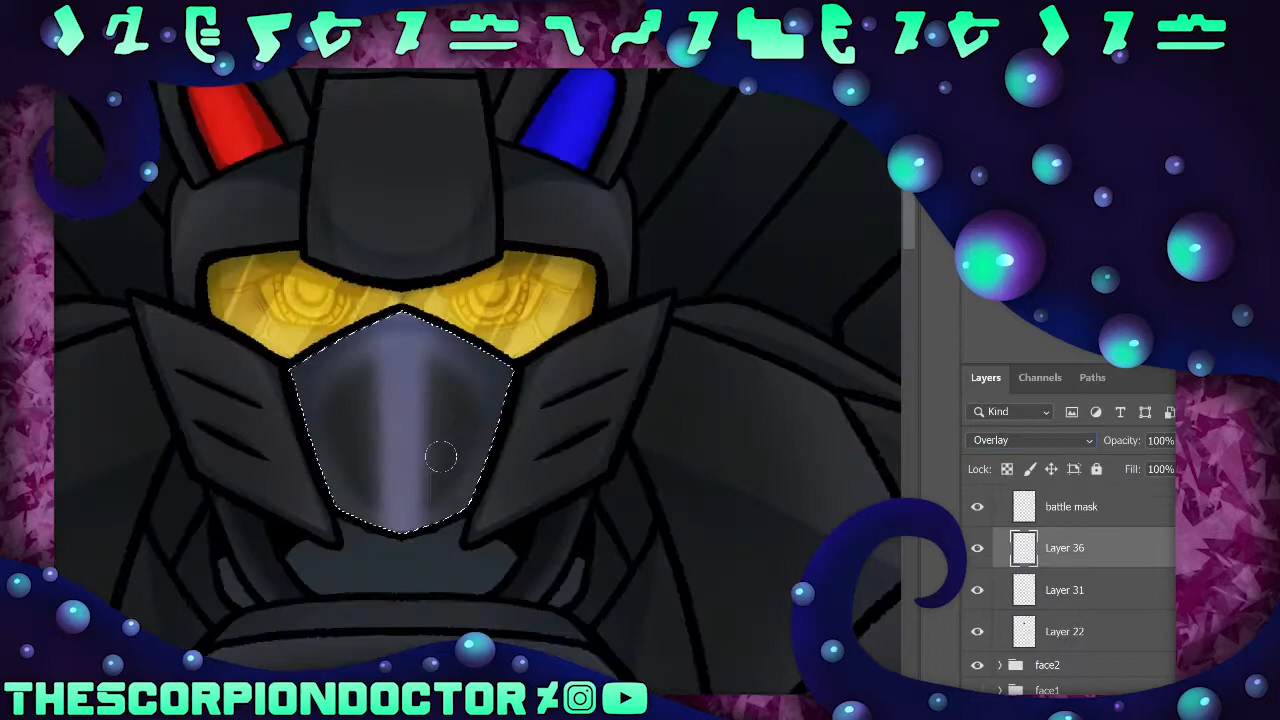 Layers Channels Paths
Kind
Overlay Opacity: 100%
Lock: Fill: 100%
battle mask
Layer 36
Layer 31
Layer 22
face2
face1
THESCORPIONDOCTOR